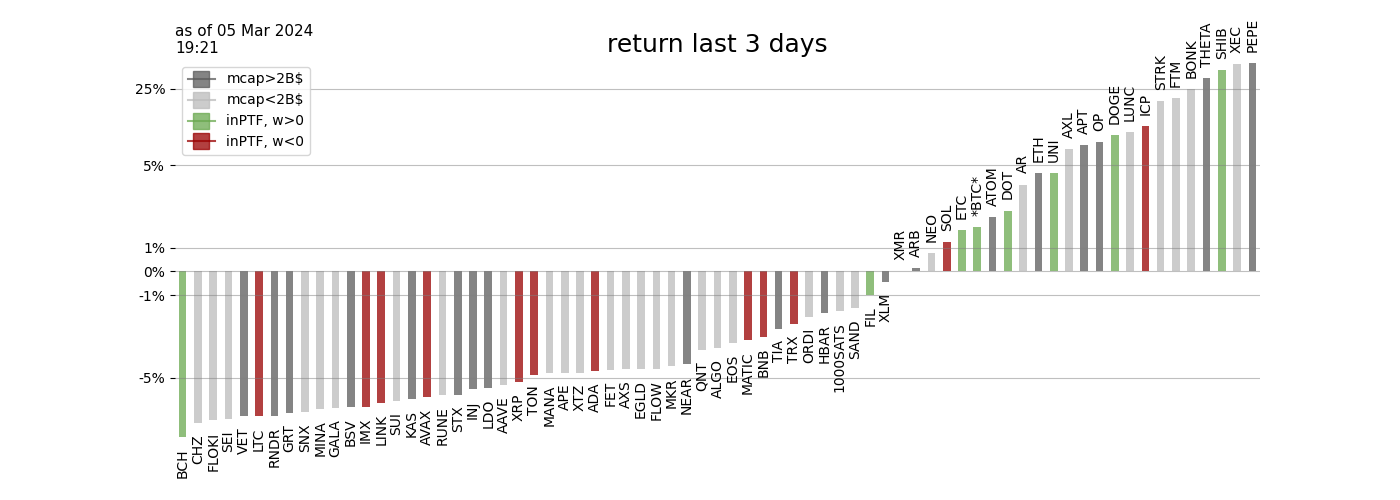 as of 05 Mar 2024
19:21
return last 3 days
mcap>2B$
mcap<2B$
inPTF, w>0
inPTF, w<0
25%
5%
1%
0%
-1%
-5%
BCH
CHZ
FLOKI
SEI
VET
LTC
RNDR
GRT
SNX
MINA
GALA
BSV
IMX
LINK
SUI
KAS
AVAX
RUNE
STX
INJ
LDO
AAVE
XRP
TON
MANA
APE
XTZ
ADA
FET
AXS
EGLD
FLOW
MKR
NEAR
QNT
ALGO
EOS
MATIC
BNB
TIA
TRX
ORDI
HBAR
1000SATS
SAND
FIL
XLM
XMR
ARB
NEO
SOL
ETC
*BTC*
ATOM
DOT
AR
ETH
UNI
AXL
APT
OP
DOGE
LUNC
ICP
STRK
FTM
BONK
THETA
SHIB
XEC
PEPE